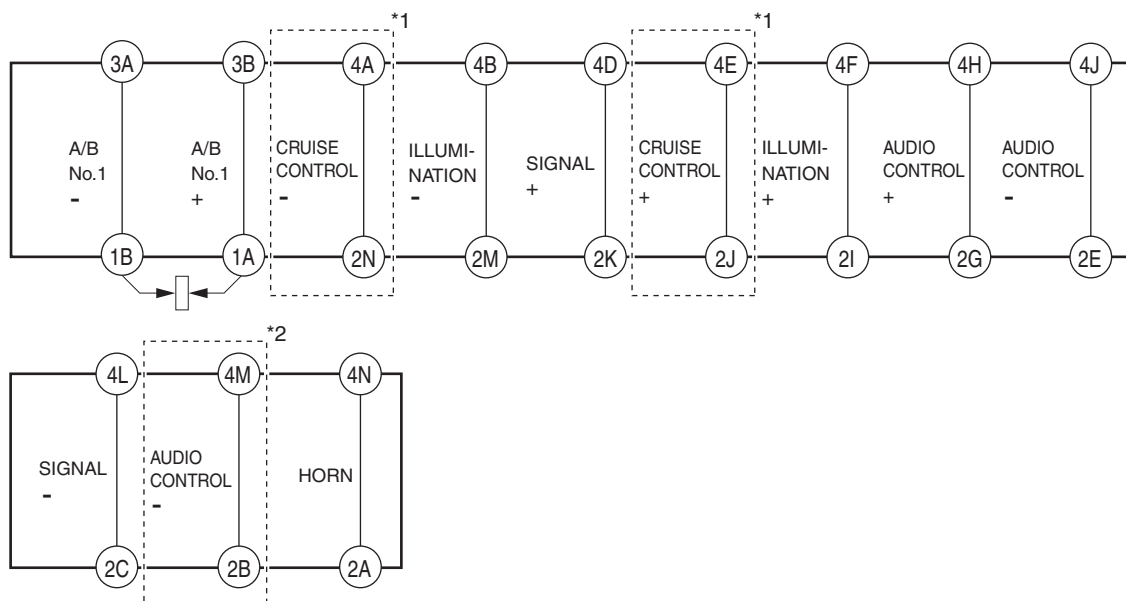 *1 *1
3A 3B 4A 4B 4D 4E 4F 4H 4J
A/B
No.1
-
A/B
No.1
+
CRUISE
CONTROL
-
ILLUMI-
NATION
-
SIGNAL
+
CRUISE
CONTROL
+
ILLUMI-
NATION
+
AUDIO
CONTROL
+
AUDIO
CONTROL
-
1B 1A 2N 2M 2K 2J 2I 2G 2E
*2
4L 4M 4N
SIGNAL
-
AUDIO
CONTROL
-
HORN
2C 2B 2A